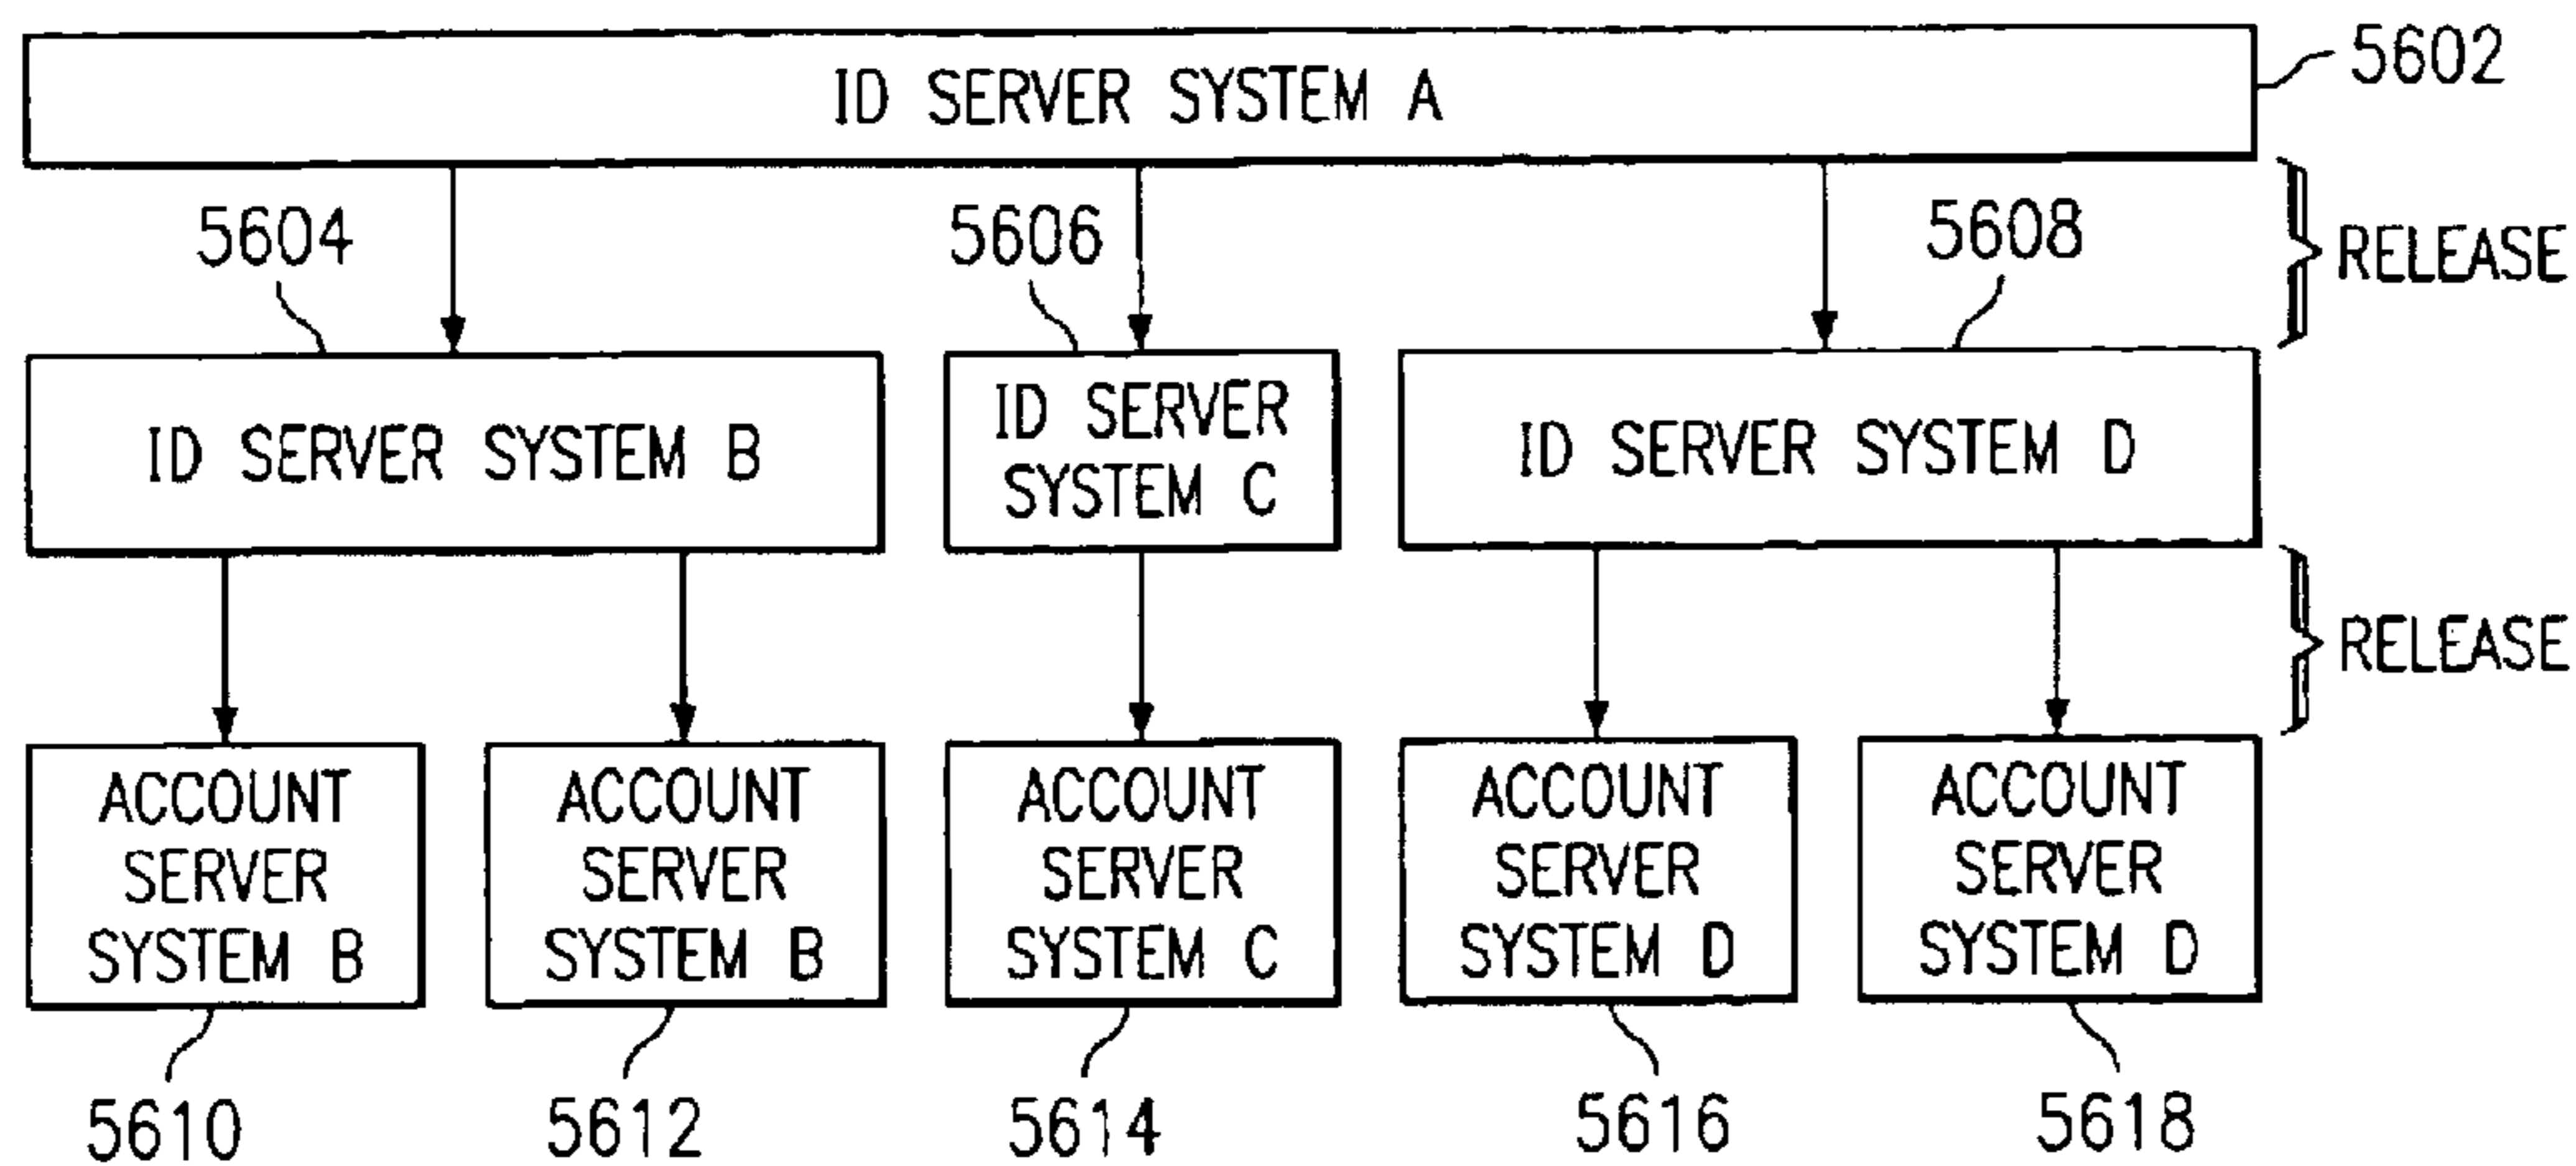 ID SERVER SYSTEM A
5602
5604
5606
5608
RELEASE
ID SERVER SYSTEM B
ID SERVER
SYSTEM C
ID SERVER SYSTEM D
RELEASE
ACCOUNT
SERVER
SYSTEM B
ACCOUNT
SERVER
SYSTEM B
ACCOUNT
SERVER
SYSTEM C
ACCOUNT
SERVER
SYSTEM D
ACCOUNT
SERVER
SYSTEM D
5610
5612
5614
5616
5618